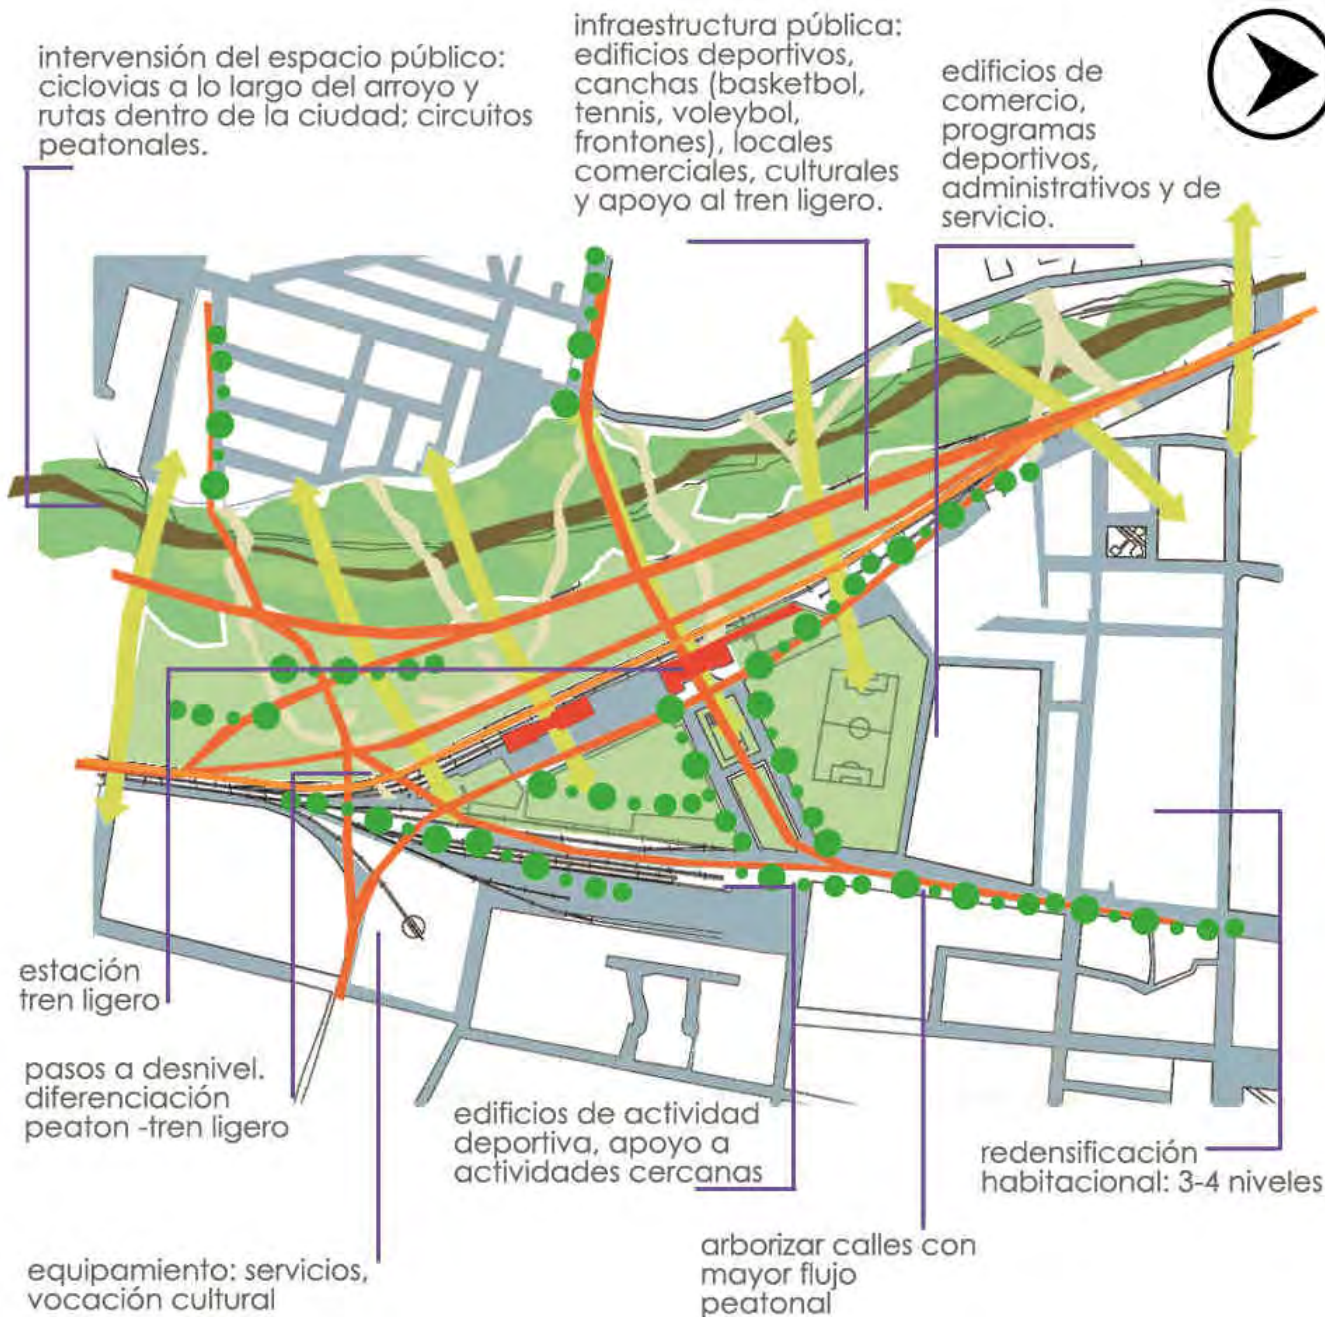 intervensión del espacio público:
ciclovias a lo largo del arroyo y
rutas dentro de la ciudad; circuitos
peatonales.
infraestructura pública:
edificios deportivos,
canchas (basketbol,
tennis, voleybol,
frontones), locales
comerciales, culturales
y apoyo al tren ligero.
edificios de
comercio,
programas
deportivos,
administrativos y de
servicio.
estación
tren ligero
pasos a desnivel.
diferenciación
peaton -tren ligero
edificios de actividad
deportiva, apoyo a
actividades cercanas
redensificación
habitacional: 3-4 niveles
equipamiento: servicios,
vocación cultural
arborizar calles con
mayor flujo
peatonal